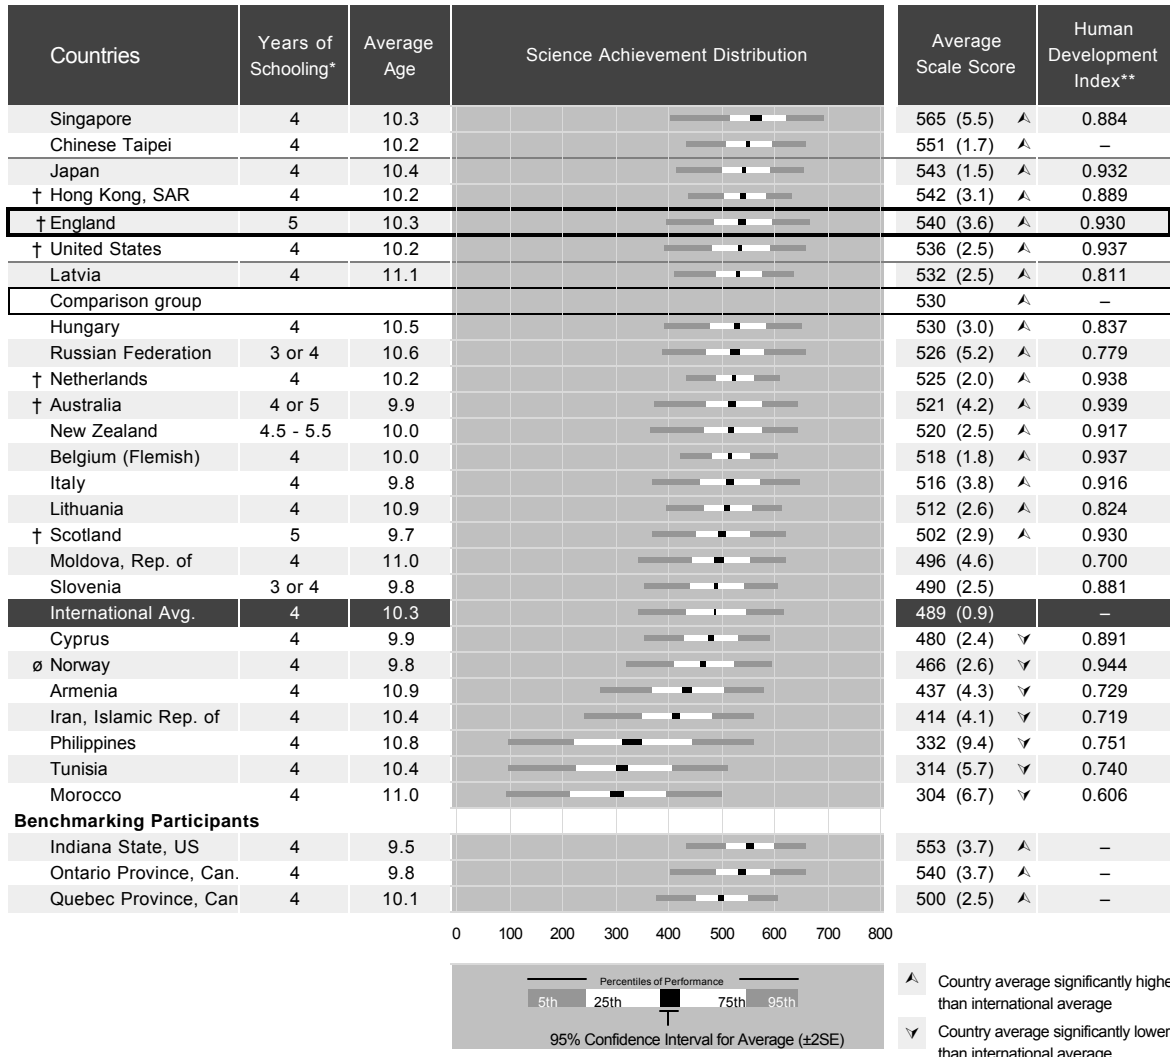 Countries Years of Schooling* Average Age Science Achievement Distribution Average Scale Score Human Development Index**
Singapore 4 10.3 565 (5.5) 0.884
Chinese Taipei 4 10.2 551 (1.7) –
Japan 4 10.4 543 (1.5) 0.932
† Hong Kong, SAR 4 10.2 542 (3.1) 0.889
† England 5 10.3 540 (3.6) 0.930
† United States 4 10.2 536 (2.5) 0.937
Latvia 4 11.1 532 (2.5) 0.811
Comparison group 530 –
Hungary 4 10.5 530 (3.0) 0.837
Russian Federation 3 or 4 10.6 526 (5.2) 0.779
† Netherlands 4 10.2 525 (2.0) 0.938
† Australia 4 or 5 9.9 521 (4.2) 0.939
New Zealand 4.5 - 5.5 10.0 520 (2.5) 0.917
Belgium (Flemish) 4 10.0 518 (1.8) 0.937
Italy 4 9.8 516 (3.8) 0.916
Lithuania 4 10.9 512 (2.6) 0.824
† Scotland 5 9.7 502 (2.9) 0.930
Moldova, Rep. of 4 11.0 496 (4.6) 0.700
Slovenia 3 or 4 9.8 490 (2.5) 0.881
International Avg. 4 10.3 489 (0.9) –
Cyprus 4 9.9 480 (2.4) 0.891
ø Norway 4 9.8 466 (2.6) 0.944
Armenia 4 10.9 437 (4.3) 0.729
Iran, Islamic Rep. of 4 10.4 414 (4.1) 0.719
Philippines 4 10.8 332 (9.4) 0.751
Tunisia 4 10.4 314 (5.7) 0.740
Morocco 4 11.0 304 (6.7) 0.606
Benchmarking Participants
Indiana State, US 4 9.5 553 (3.7) –
Ontario Province, Can. 4 9.8 540 (3.7) –
Quebec Province, Can 4 10.1 500 (2.5) –
0 100 200 300 400 500 600 700 800
Percentiles of Performance
5th 25th 75th 95th
95% Confidence Interval for Average (±2SE)
Country average significantly highe
than international average
Country average significantly lower
than international average